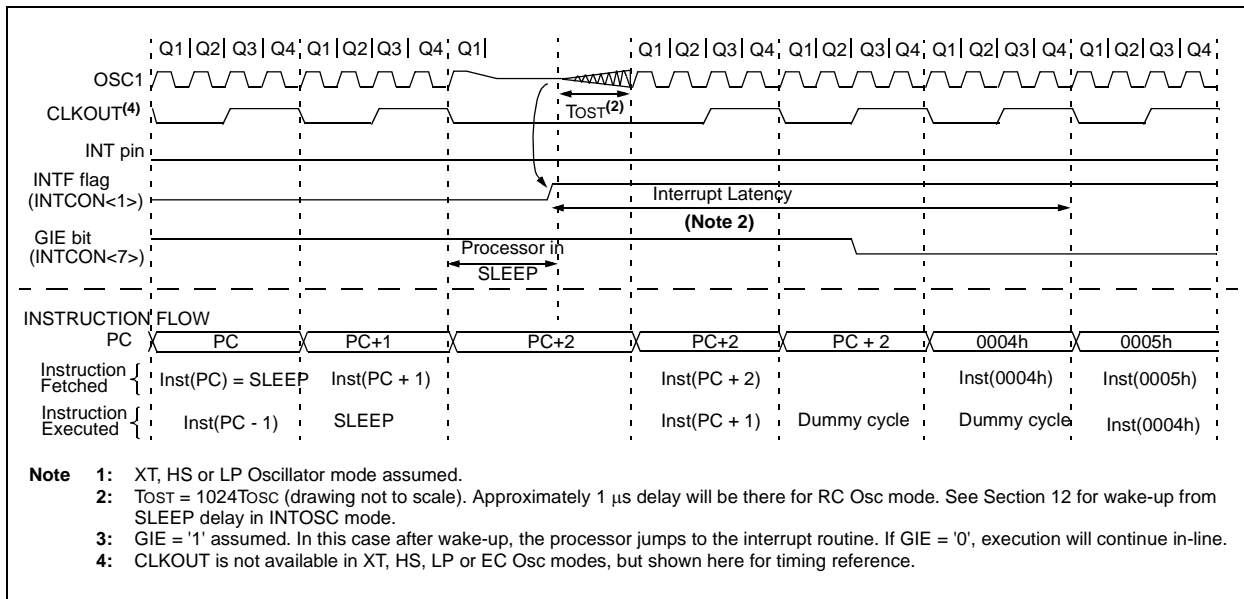 Q1 Q2 Q3 Q4 Q1 Q2 Q3 Q4 Q1 Q1 Q2 Q3 Q4 Q1 Q2 Q3 Q4 Q1 Q2 Q3 Q4 Q1 Q2 Q3 Q4
OSC1
TOST(2)
CLKOUT(4)
INT pin
INTF flag
(INTCON<1>)
Interrupt Latency
(Note 2)
GIE bit
(INTCON<7>)
Processor in
SLEEP
INSTRUCTION FLOW
PC PC PC+1 PC+2 PC+2 PC + 2 0004h 0005h
Instruction
Fetched
Inst(PC) = SLEEP Inst(PC + 1) Inst(PC + 2) Inst(0004h) Inst(0005h)
Instruction
Executed
Inst(PC - 1) SLEEP Inst(PC + 1) Dummy cycle Dummy cycle Inst(0004h)
Note 1: XT, HS or LP Oscillator mode assumed.
2: TOST = 1024TOSC (drawing not to scale). Approximately 1 μs delay will be there for RC Osc mode. See Section 12 for wake-up from
SLEEP delay in INTOSC mode.
3: GIE = '1' assumed. In this case after wake-up, the processor jumps to the interrupt routine. If GIE = '0', execution will continue in-line.
4: CLKOUT is not available in XT, HS, LP or EC Osc modes, but shown here for timing reference.